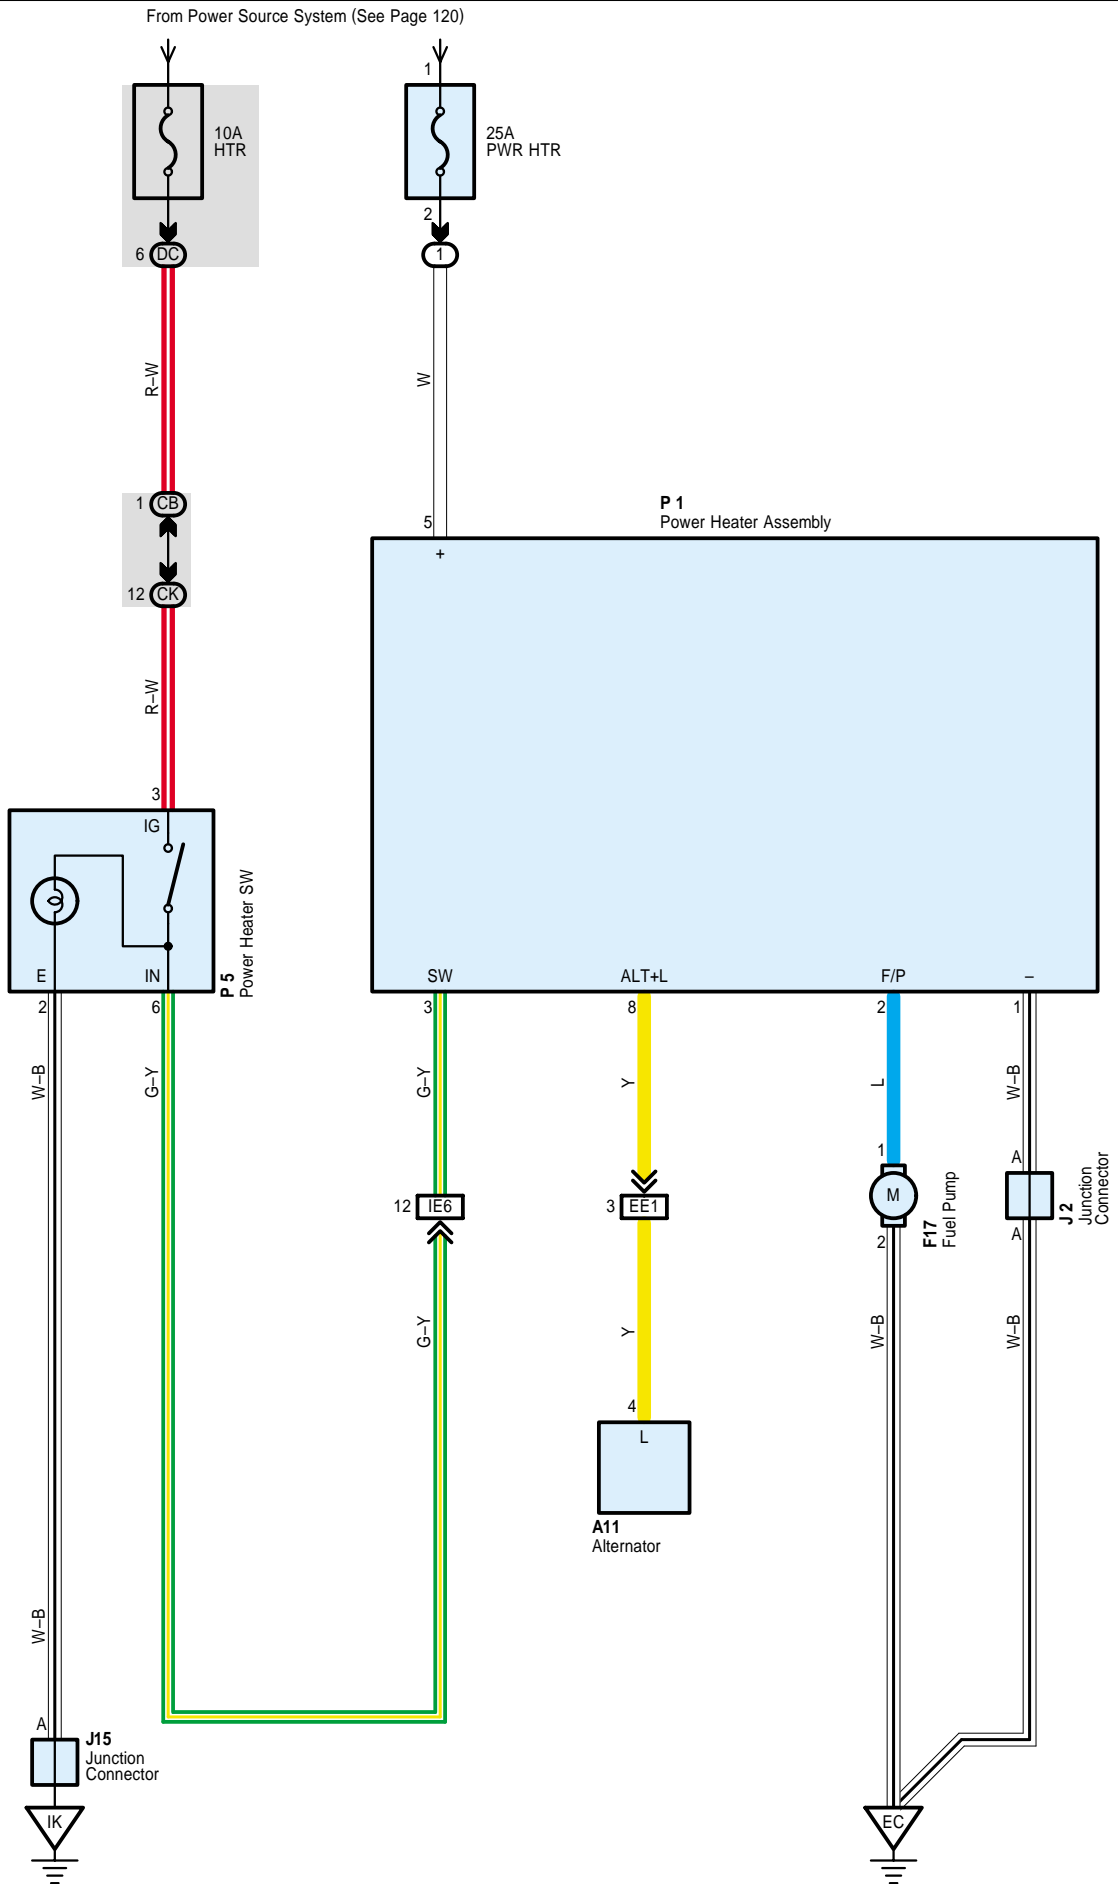 From Power Source System (See Page 120)
1
10A
HTR
25A
PWR HTR
2
6 DC
1
R–W
W
1 CB
5
P 1
Power Heater Assembly
+
12 CK
R–W
3
IG
P 5
Power Heater SW
E
IN
SW
ALT+L
F/P
–
2
6
3
8
2
1
W–B
G–Y
G–Y
Y
L
W–B
1
A
12 IE6
3 EE1
M
F17
Fuel Pump
J 2
Junction
Connector
2
A
G–Y
Y
W–B
W–B
4
L
A11
Alternator
W–B
A
J15
Junction
Connector
IK
EC